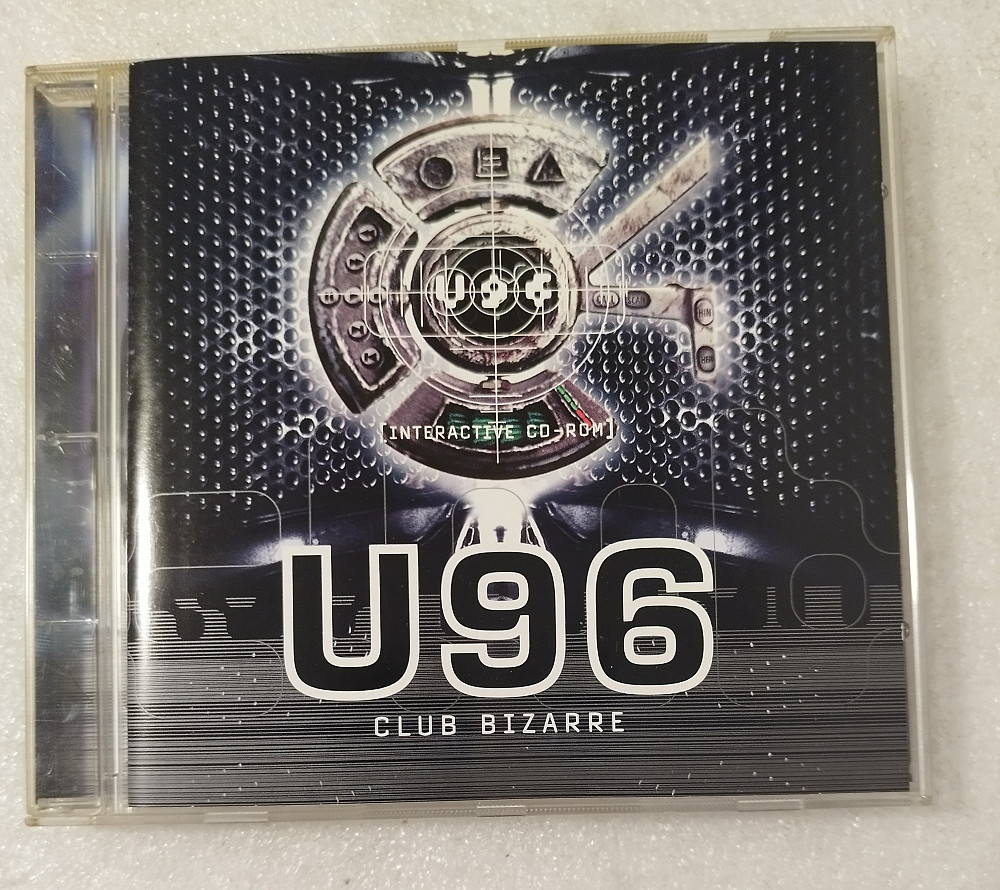 U96
[INTERACTIVE CD-ROM]
U96
CLUB BIZARRE